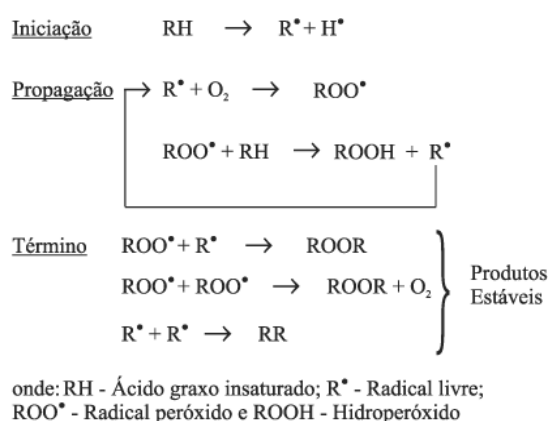 Iniciação RH → R• + H•
Propagação R• + O₂ → ROO•
ROO• + RH → ROOH + R•
Término ROO• + R• → ROOR
ROO• + ROO• → ROOR + O₂
R• + R• → RR
Produtos
Estáveis
onde: RH - Ácido graxo insaturado; R• - Radical livre;
ROO• - Radical peróxido e ROOH - Hidroperóxido